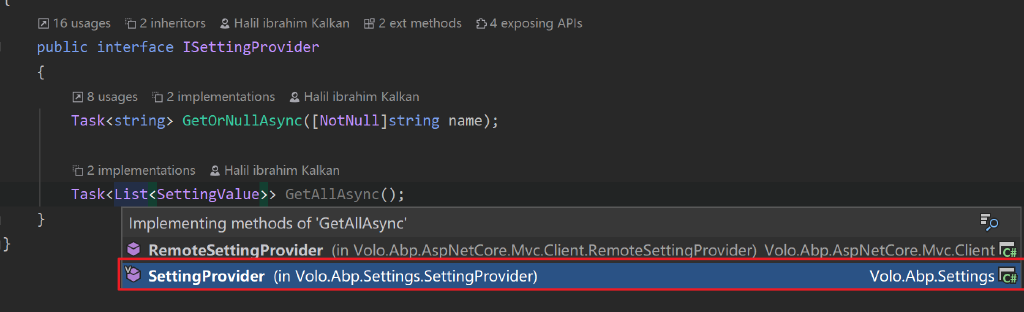 {
16 usages 2 inheritors Halil ibrahim Kalkan 2 ext methods 4 exposing APIs
public interface ISettingProvider
{
8 usages 2 implementations Halil ibrahim Kalkan
Task<string> GetOrNullAsync([NotNull]string name);
2 implementations Halil ibrahim Kalkan
Task<List<SettingValue>> GetAllAsync();
}
Implementing methods of 'GetAllAsync'
}
RemoteSettingProvider (in Volo.Abp.AspNetCore.Mvc.Client.RemoteSettingProvider) Volo.Abp.AspNetCore.Mvc.Client C#
SettingProvider (in Volo.Abp.Settings.SettingProvider) Volo.Abp.Settings C#